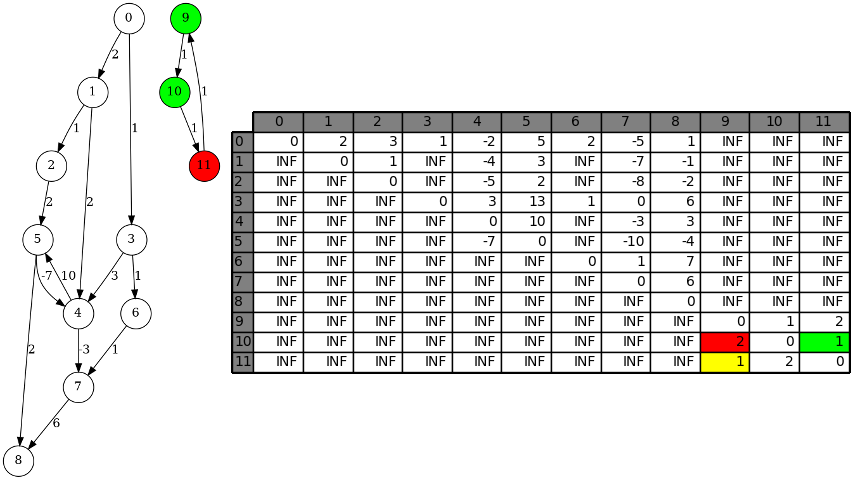 0 9
2 1
1 10
1 1 1 1
2 11
2
2 2
5 3
-7 10 3 1
4 6
2 -3 1
7
6
8
0 1 2 3 4 5 6 7 8 9 10 11
0 0 2 3 1 -2 5 2 -5 1 INF INF INF
1 INF 0 1 INF -4 3 INF -7 -1 INF INF INF
2 INF INF 0 INF -5 2 INF -8 -2 INF INF INF
3 INF INF INF 0 3 13 1 0 6 INF INF INF
4 INF INF INF INF 0 10 INF -3 3 INF INF INF
5 INF INF INF INF -7 0 INF -10 -4 INF INF INF
6 INF INF INF INF INF INF 0 1 7 INF INF INF
7 INF INF INF INF INF INF INF 0 6 INF INF INF
8 INF INF INF INF INF INF INF INF 0 INF INF INF
9 INF INF INF INF INF INF INF INF INF 0 1 2
10 INF INF INF INF INF INF INF INF INF 2 0 1
11 INF INF INF INF INF INF INF INF INF 1 2 0